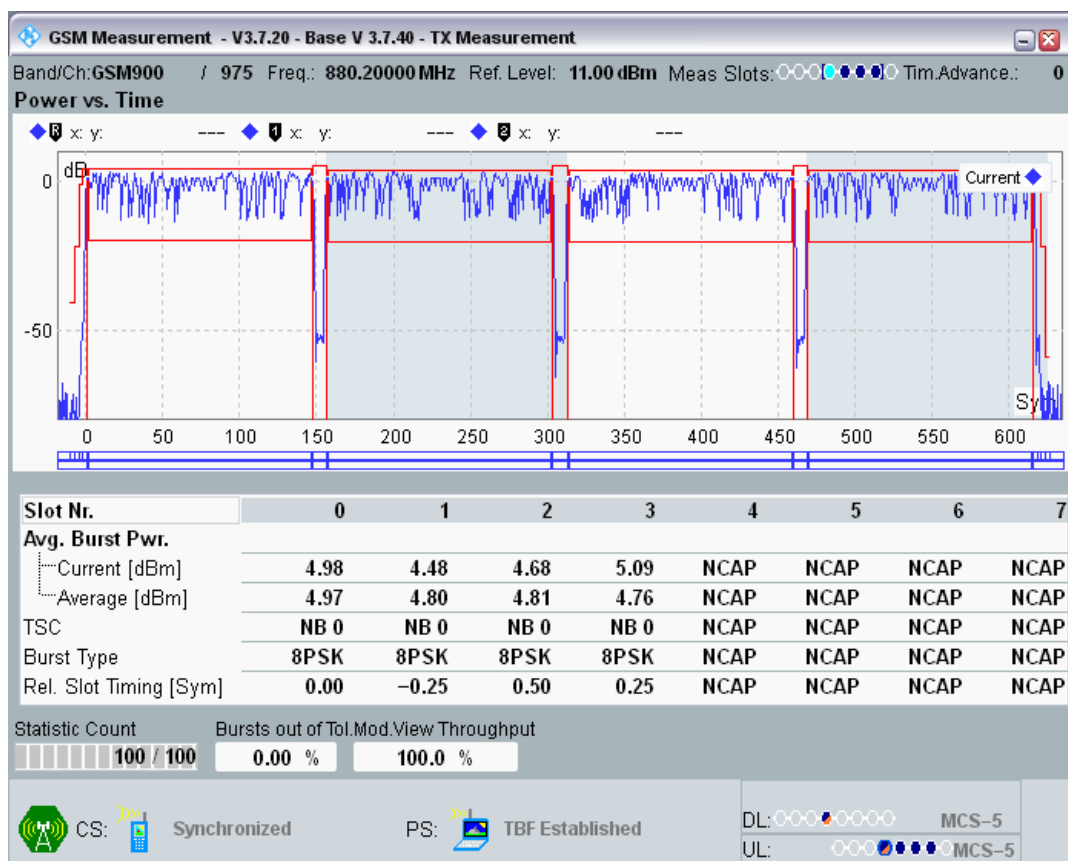 GSM Measurement - V3.7.20 - Base V 3.7.40 - TX Measurement
Band/Ch:GSM900 / 975 Freq.: 880.20000 MHz Ref. Level: 11.00 dBm Meas Slots: Tim.Advance.: 0
Power vs. Time
R x: y: --- 1 x: y: --- 2 x: y: ---
dB
Current
0
-50
Sy
0 50 100 150 200 250 300 350 400 450 500 550 600
Slot Nr. 0 1 2 3 4 5 6 7
Avg. Burst Pwr.
Current [dBm] 4.98 4.48 4.68 5.09 NCAP NCAP NCAP NCAP
Average [dBm] 4.97 4.80 4.81 4.76 NCAP NCAP NCAP NCAP
TSC NB 0 NB 0 NB 0 NB 0 NCAP NCAP NCAP NCAP
Burst Type 8PSK 8PSK 8PSK 8PSK NCAP NCAP NCAP NCAP
Rel. Slot Timing [Sym] 0.00 −0.25 0.50 0.25 NCAP NCAP NCAP NCAP
Statistic Count Bursts out of Tol.Mod.View Throughput
100 / 100 0.00 % 100.0 %
CS: Synchronized PS: TBF Established DL: MCS−5
UL: MCS−5